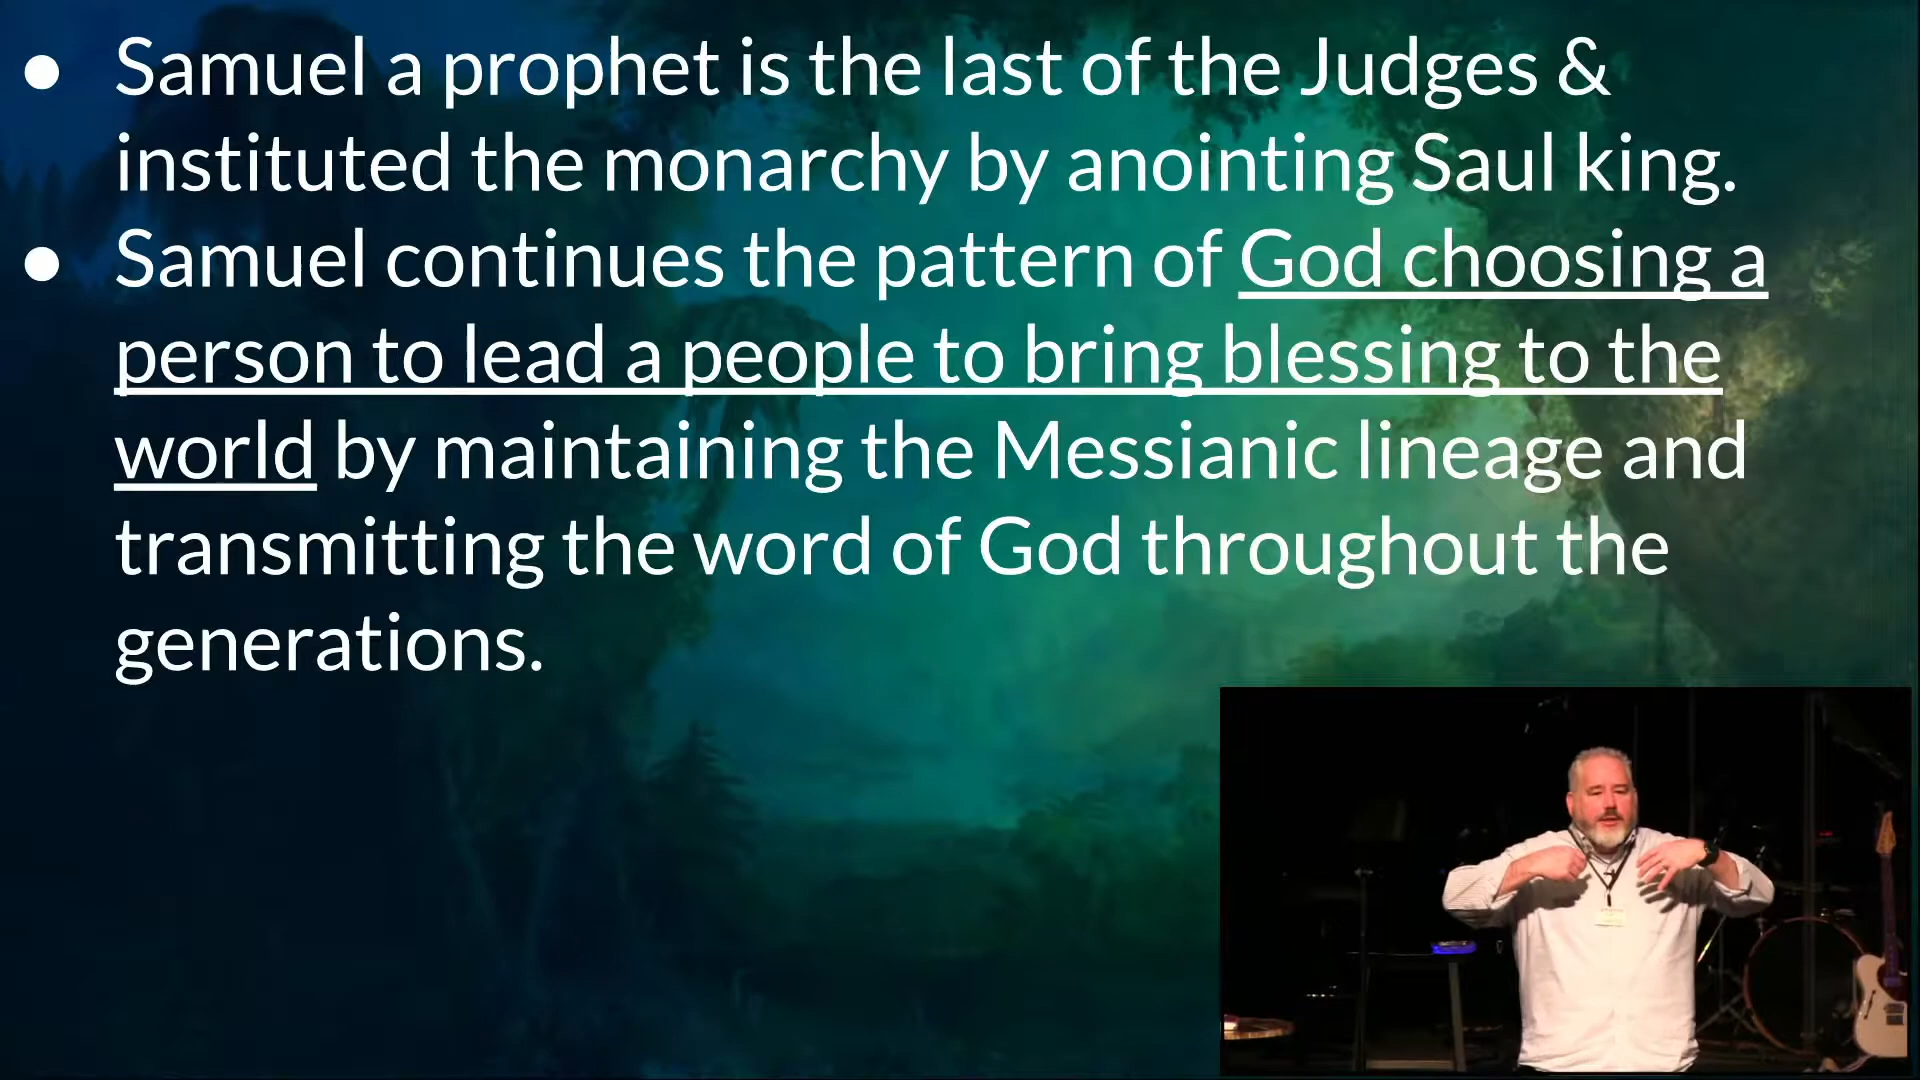 ● Samuel a prophet is the last of the Judges &
instituted the monarchy by anointing Saul king.
● Samuel continues the pattern of God choosing a
person to lead a people to bring blessing to the
world by maintaining the Messianic lineage and
transmitting the word of God throughout the
generations.